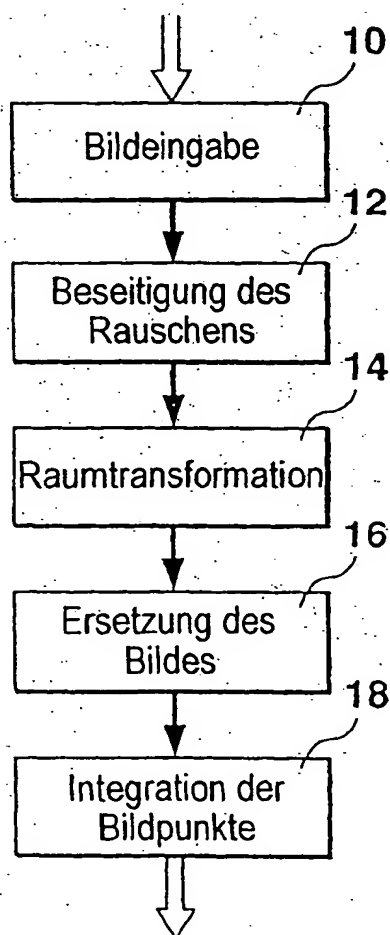 10
Bildeingabe
12
Beseitigung des
Rauschens
14
Raumtransformation
16
Ersetzung des
Bildes
18
Integration der
Bildpunkte